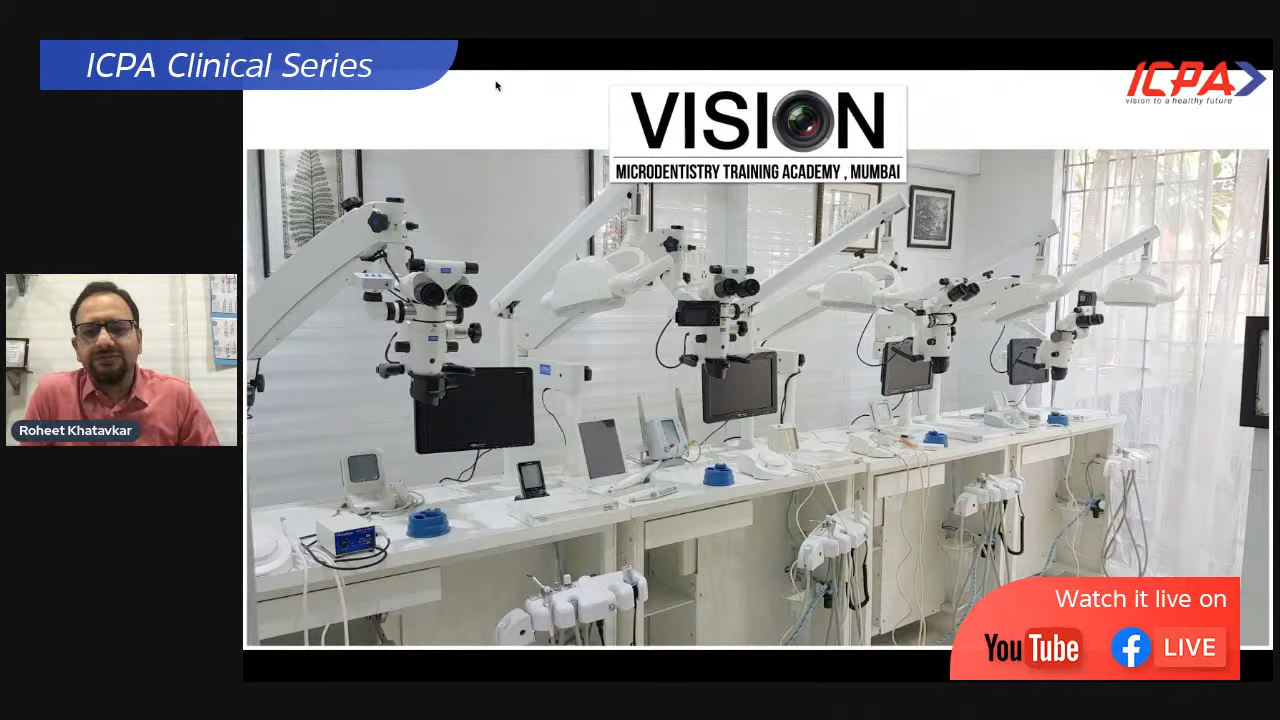 ICPA Clinical Series
ICPA
vision to a healthy future
VISION
MICRODENTISTRY TRAINING ACADEMY , MUMBAI
Roheet Khatavkar
Watch it live on
YouTube
LIVE